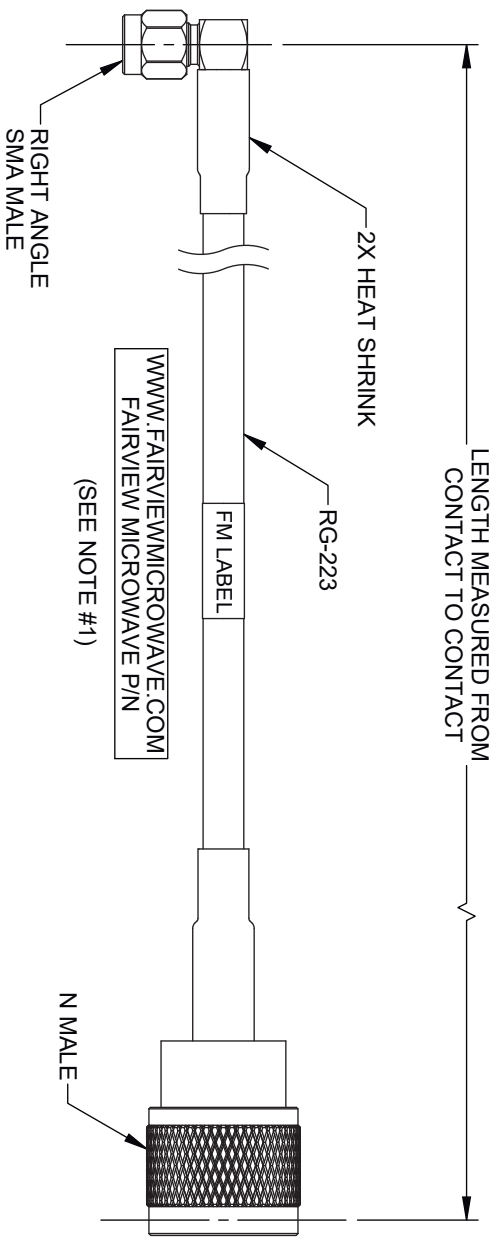 LENGTH MEASURED FROM
CONTACT TO CONTACT
2X HEAT SHRINK
RG-223
FM LABEL
RIGHT ANGLE
SMA MALE
WWW.FAIRVIEWMICROWAVE.COM
FAIRVIEW MICROWAVE P/N
(SEE NOTE #1)
N MALE